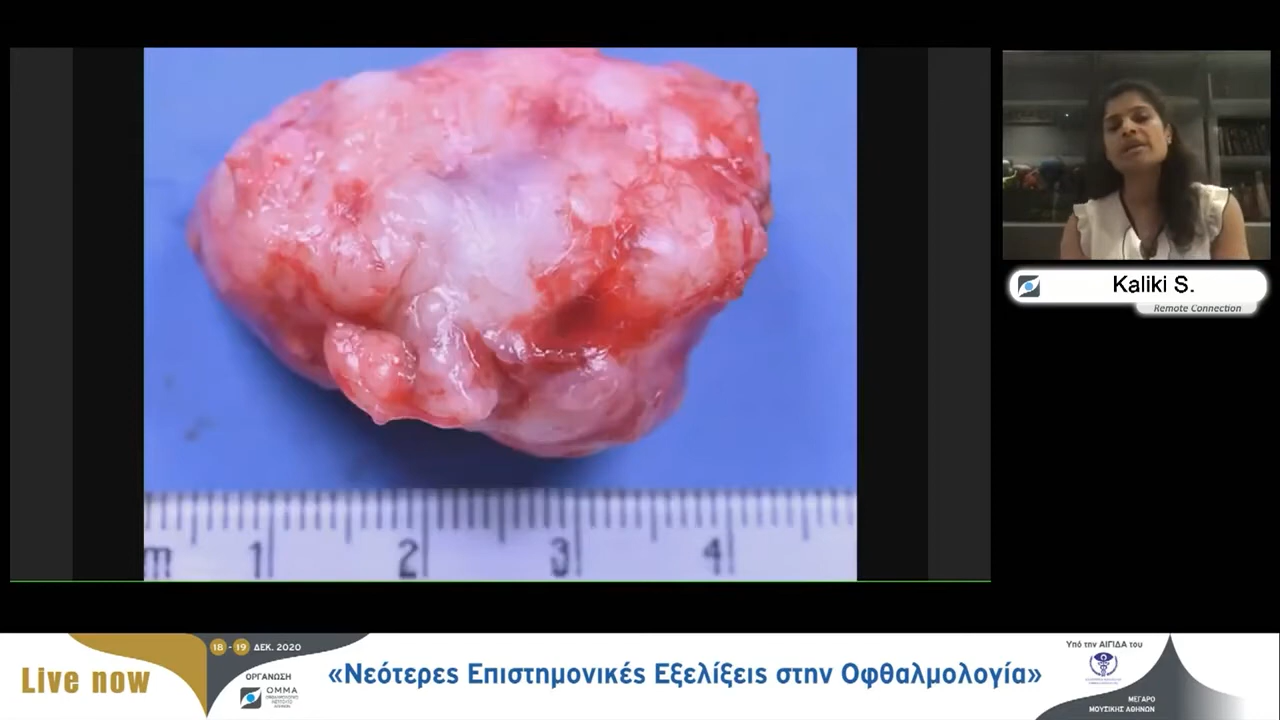 m 1 2 3 4
Kaliki S.
Remote Connection
Live now
18 - 19 ΔΕΚ. 2020
ΟΡΓΑΝΩΣΗ
ΟΜΜΑ
«Νεότερες Επιστημονικές Εξελίξεις στην Οφθαλμολογία»
Υπό την ΑΙΓΙΔΑ του
ΜΕΓΑΡΟ
ΜΟΥΣΙΚΗΣ ΑΘΗΝΩΝ